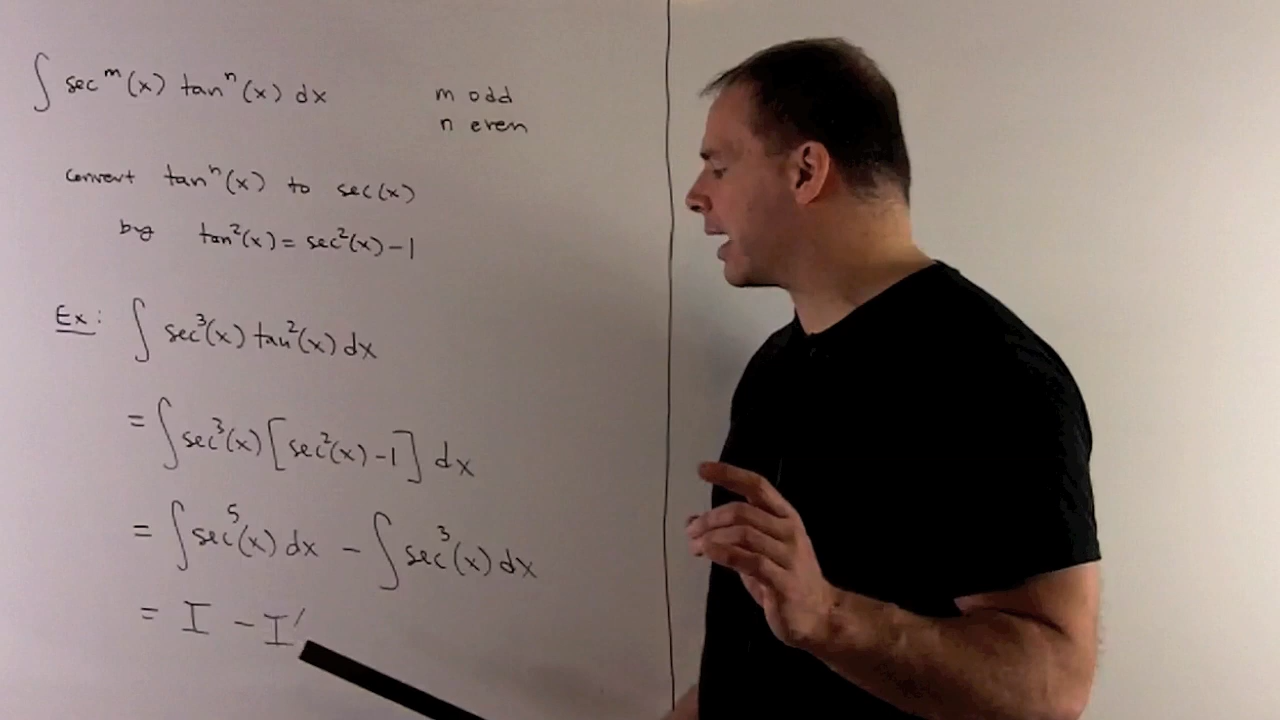 ∫ sec^m(x) tan^n(x) dx m odd
n even
convert tan^n(x) to sec(x)
by tan²(x) = sec²(x) - 1
Ex: ∫ sec³(x) tan²(x) dx
= ∫ sec³(x) [sec²(x) - 1] dx
= ∫ sec⁵(x) dx - ∫ sec³(x) dx
= I - I'